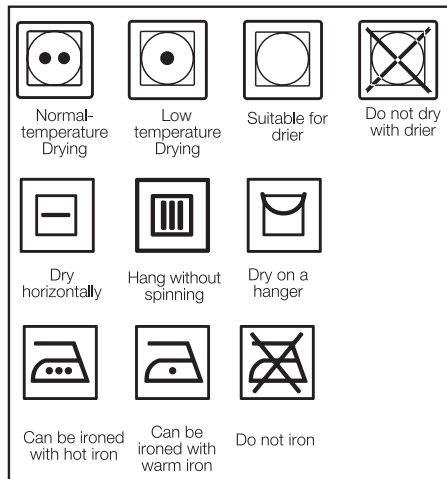 Normal-
temperature
Drying
Low
temperature
Drying
Suitable for
drier
Do not dry
with drier
Dry
horizontally
Hang without
spinning
Dry on a
hanger
Can be ironed
with hot iron
Can be
ironed with
warm iron
Do not iron